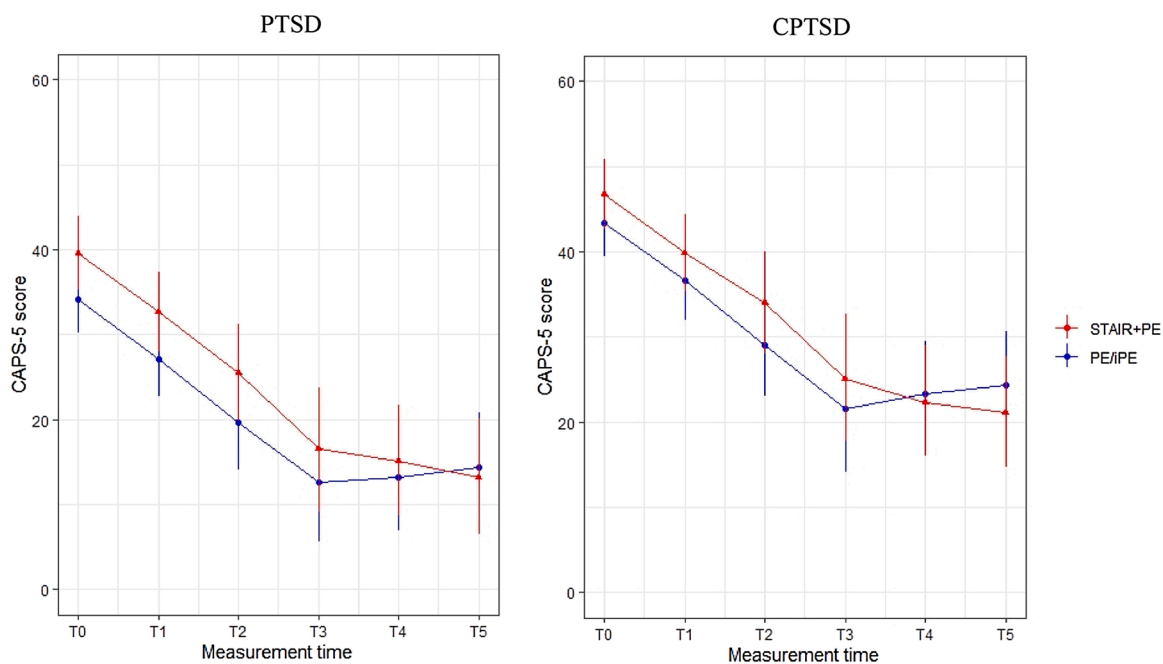 PTSD
CPTSD
60
40
20
0
CAPS-5 score
T0 T1 T2 T3 T4 T5
Measurement time
60
40
20
0
CAPS-5 score
T0 T1 T2 T3 T4 T5
Measurement time
STAIR+PE
PE/iPE